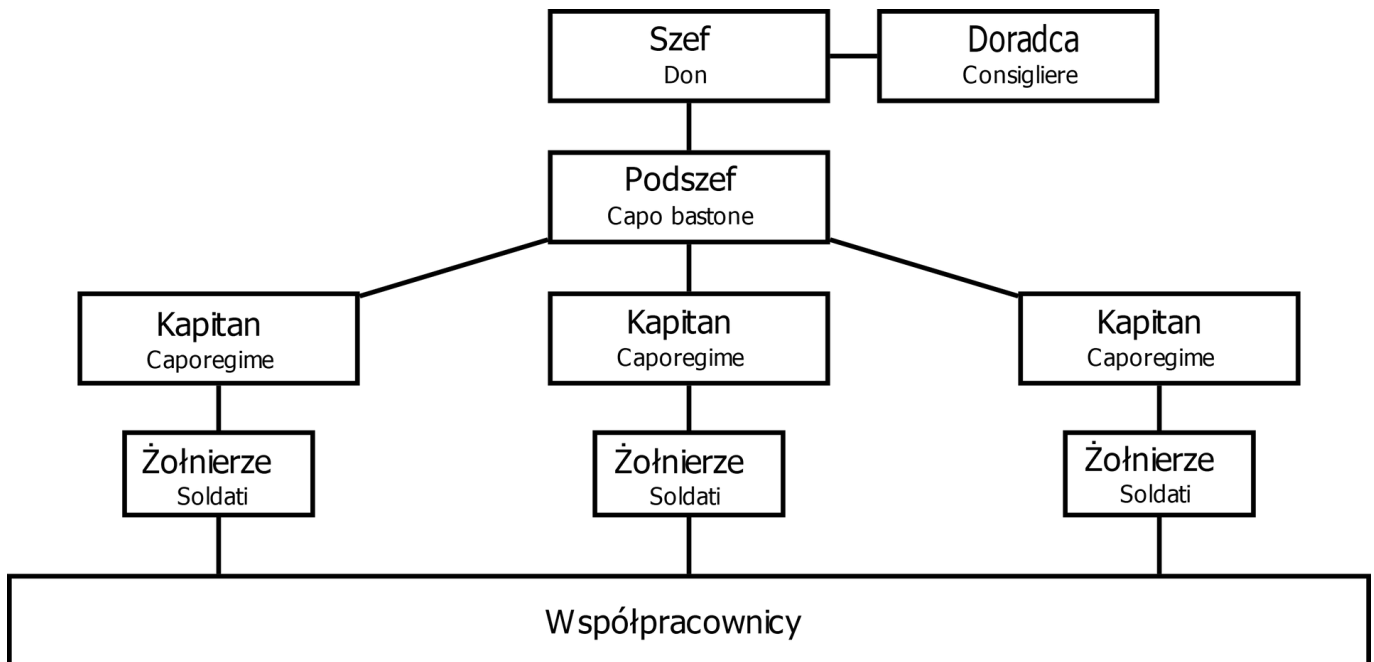 Szef
Don
Doradca
Consigliere
Podszef
Capo bastone
Kapitan
Caporegime
Kapitan
Caporegime
Kapitan
Caporegime
Żołnierze
Soldati
Żołnierze
Soldati
Żołnierze
Soldati
Współpracownicy